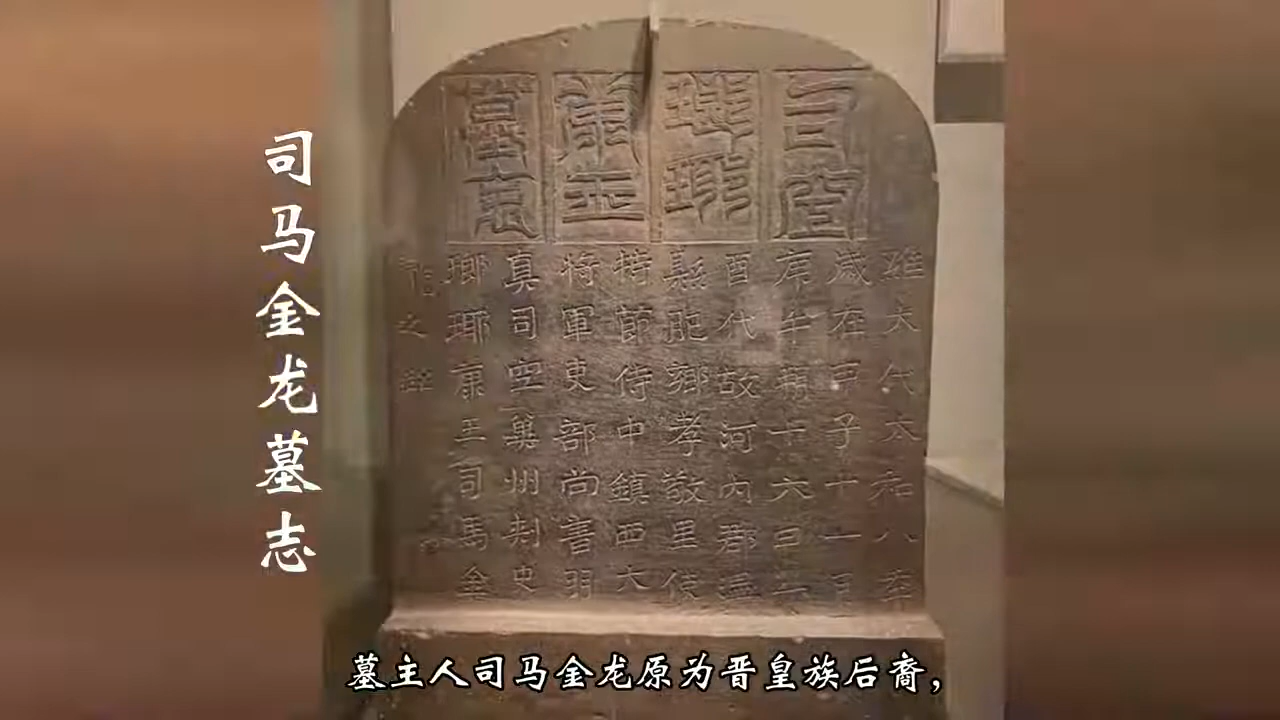 司马金龙墓志
司空
瑯琊
康王
墓表
維大代太和八年
歲在甲子十一月
庚午朔十六日乙
酉代故河內郡溫
縣肥鄉孝敬里使
持節侍中鎮西大
將軍吏部尚書羽
真司空冀州刺史
瑯琊康王司馬金
龍之銘
墓主人司马金龙原为晋皇族后裔，